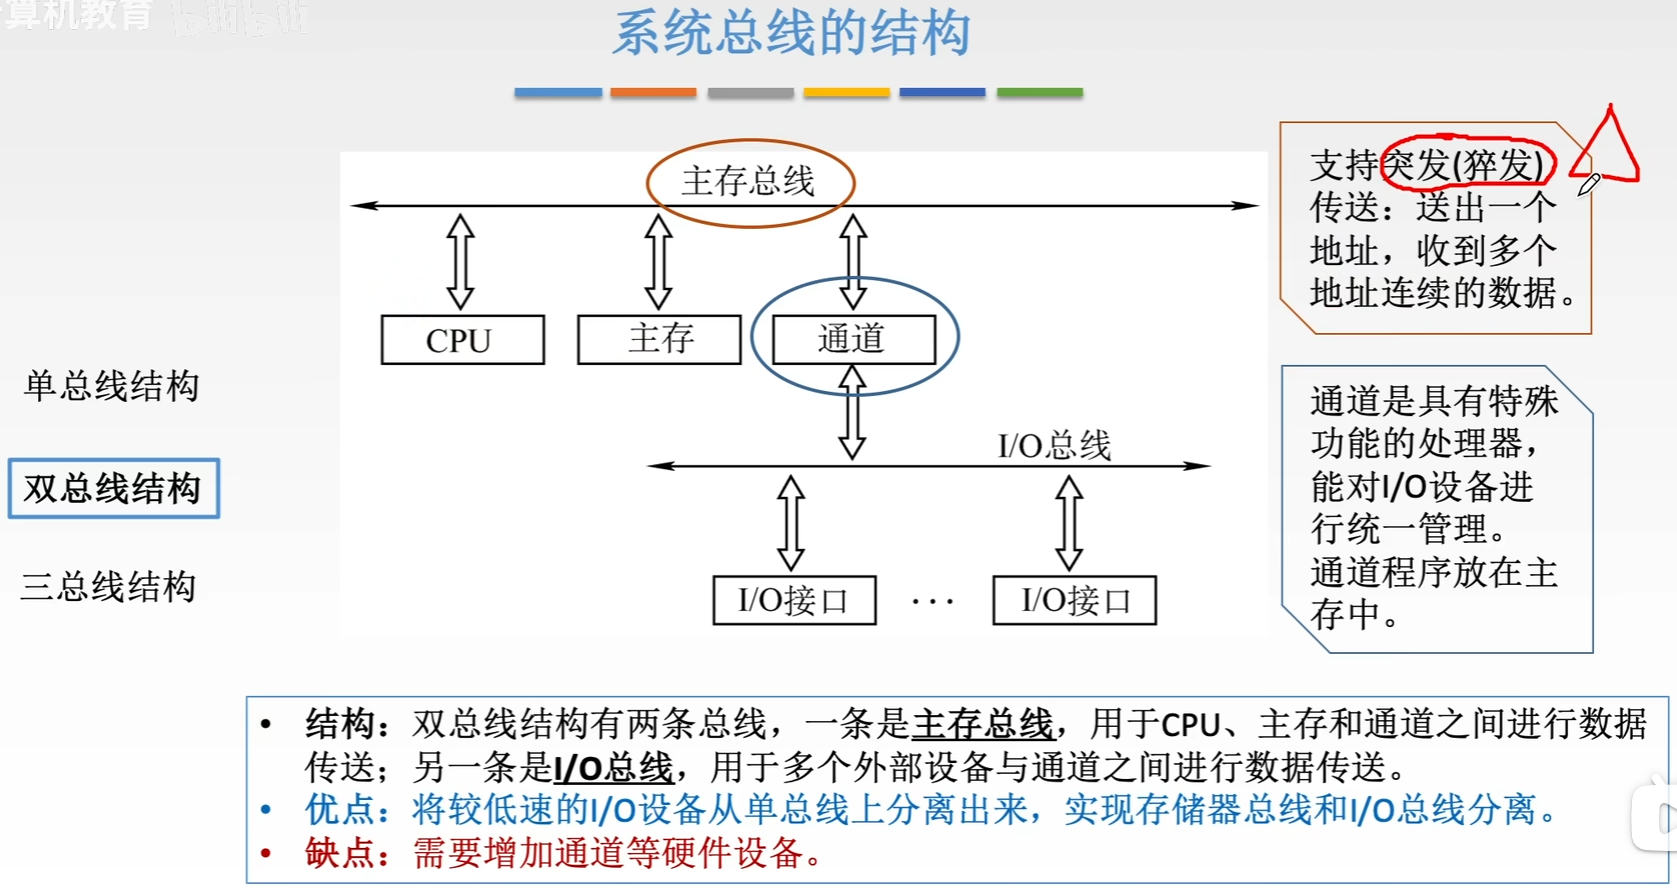 算机教育 bilibili
系统总线的结构
主存总线
CPU
主存
通道
I/O总线
I/O接口
···
I/O接口
单总线结构
双总线结构
三总线结构
支持突发(猝发)
传送：送出一个
地址，收到多个
地址连续的数据。
通道是具有特殊
功能的处理器，
能对I/O设备进
行统一管理。
通道程序放在主
存中。
• 结构：双总线结构有两条总线，一条是主存总线，用于CPU、主存和通道之间进行数据
传送；另一条是I/O总线，用于多个外部设备与通道之间进行数据传送。
• 优点：将较低速的I/O设备从单总线上分离出来，实现存储器总线和I/O总线分离。
• 缺点：需要增加通道等硬件设备。